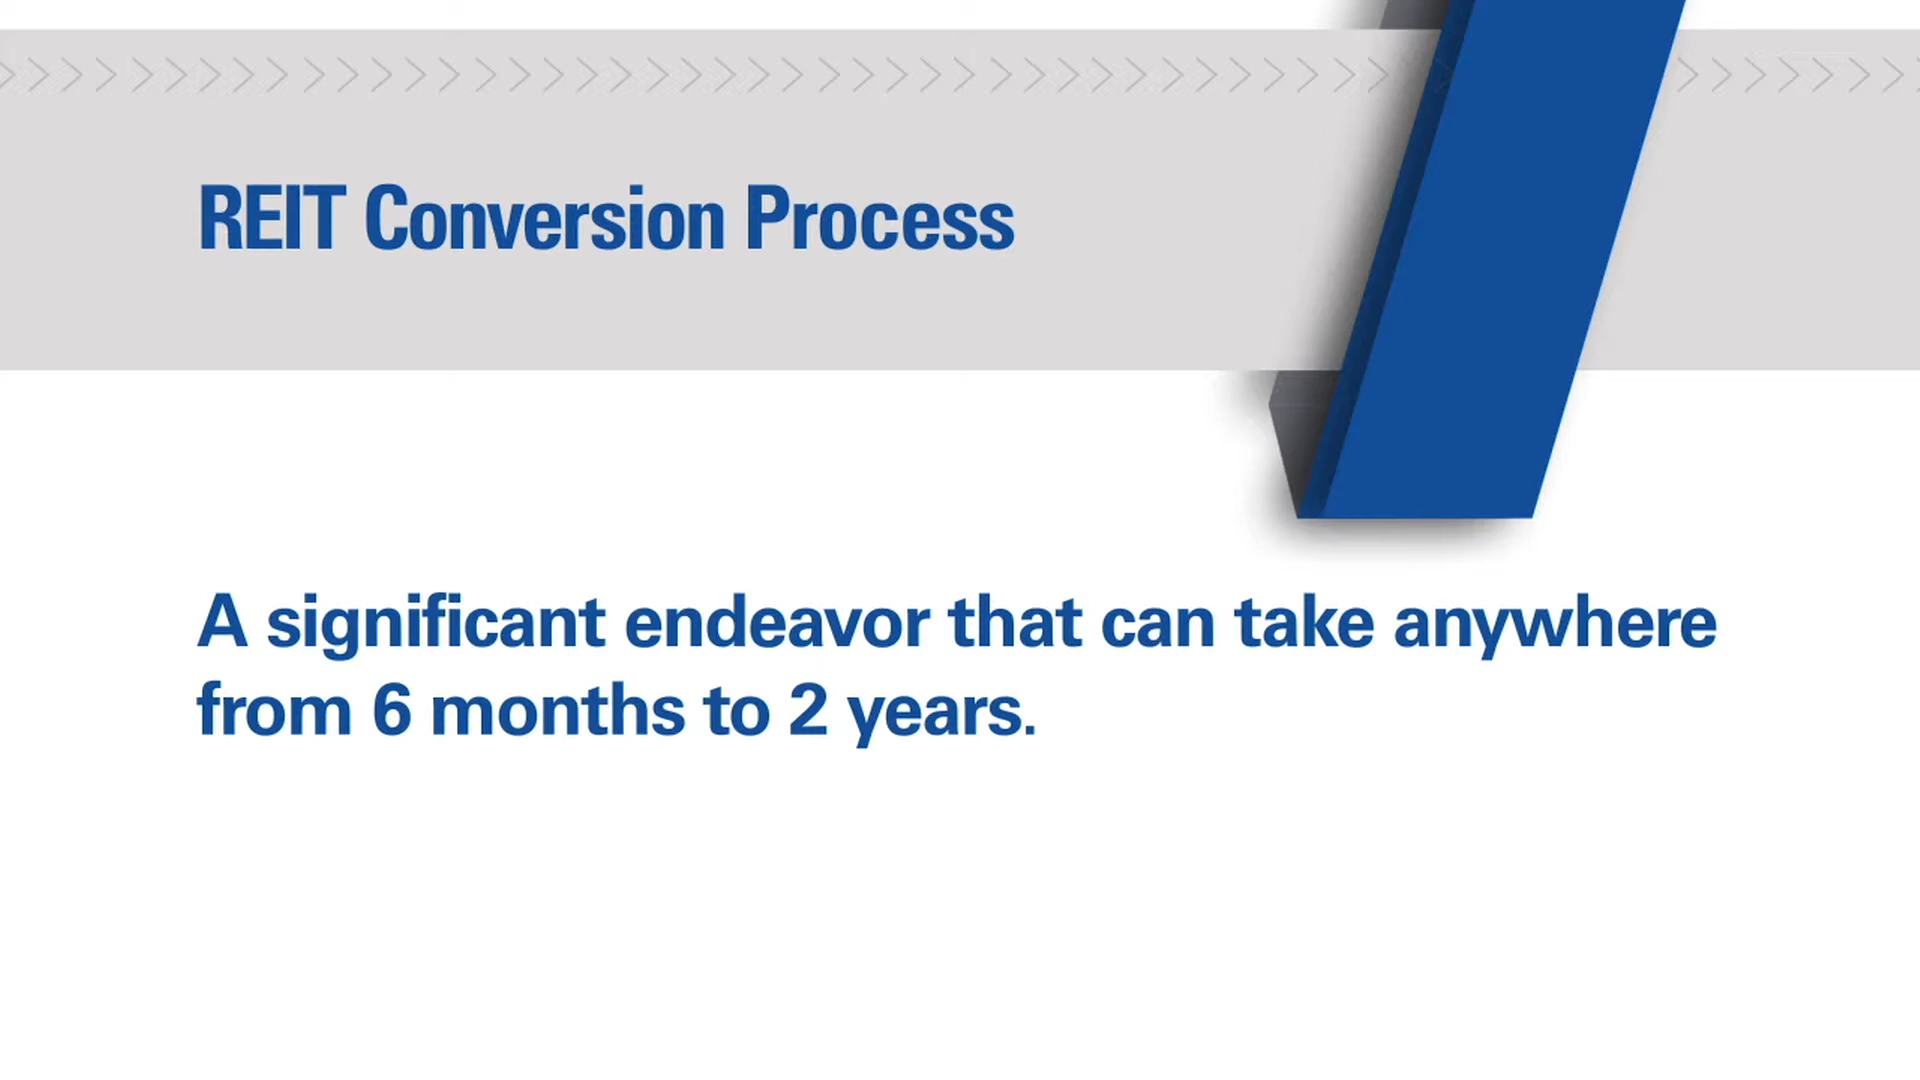 REIT Conversion Process
A significant endeavor that can take anywhere
from 6 months to 2 years.